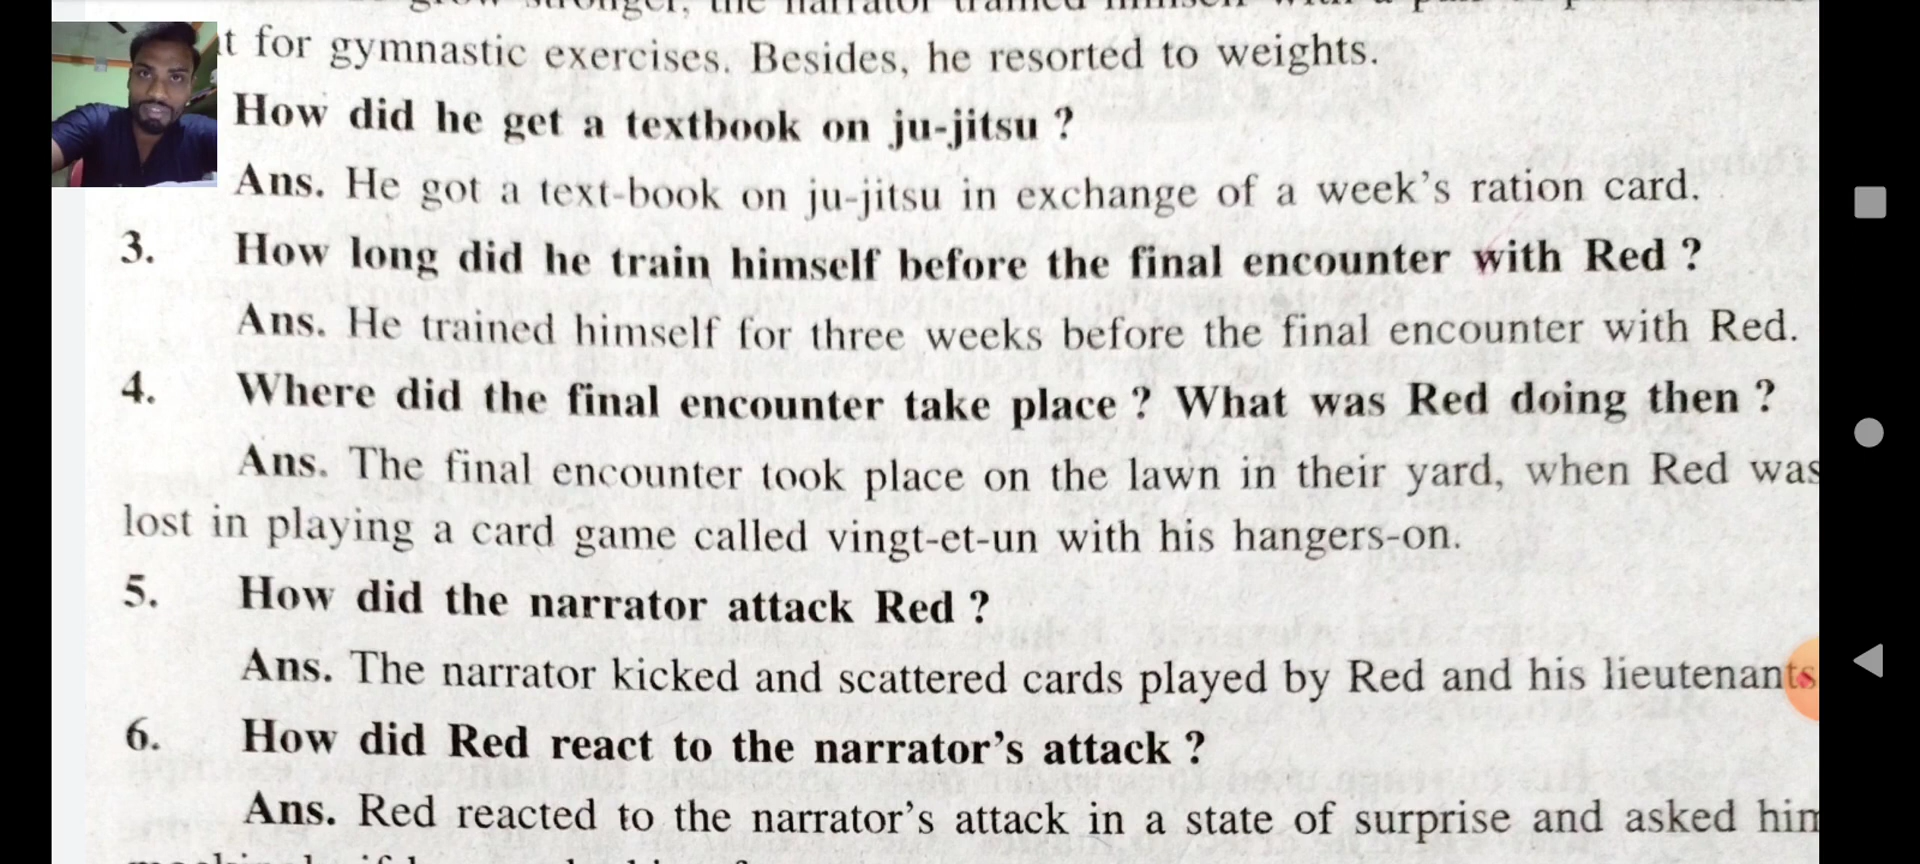 stronger, the narrator trained himself with a
t for gymnastic exercises. Besides, he resorted to weights.
How did he get a textbook on ju-jitsu ?
Ans. He got a text-book on ju-jitsu in exchange of a week's ration card.
3. How long did he train himself before the final encounter with Red ?
Ans. He trained himself for three weeks before the final encounter with Red.
4. Where did the final encounter take place ? What was Red doing then ?
Ans. The final encounter took place on the lawn in their yard, when Red was
lost in playing a card game called vingt-et-un with his hangers-on.
5. How did the narrator attack Red ?
Ans. The narrator kicked and scattered cards played by Red and his lieutenants
6. How did Red react to the narrator's attack ?
Ans. Red reacted to the narrator's attack in a state of surprise and asked him